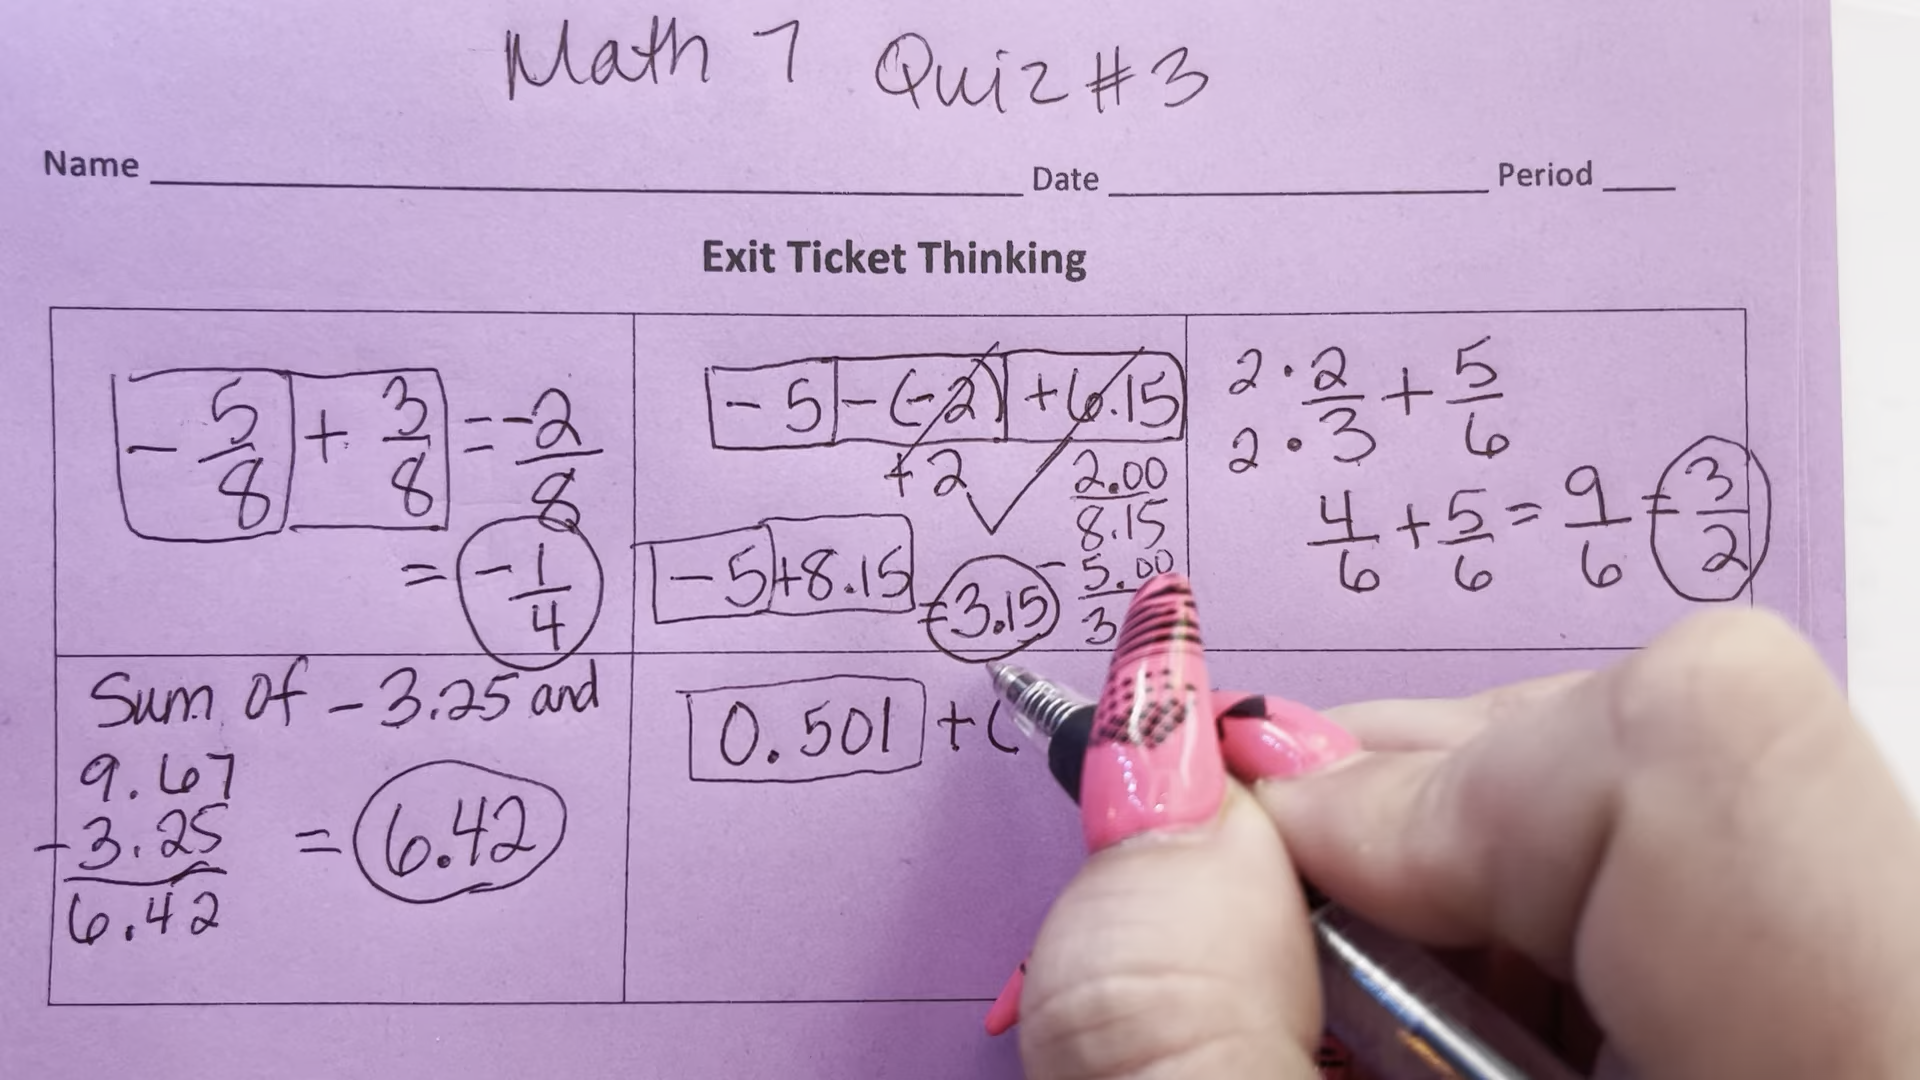 Math 7 Quiz #3
Name Date Period
Exit Ticket Thinking
- 5/8 + 3/8 = -2/8
= -1/4
-5 -(-2) +6.15
+2
2.00
8.15
- 5.00
3
-5 +8.15 = 3.15
2 · 2/2 · 3 + 5/6
4/6 + 5/6 = 9/6 = 3/2
Sum of -3.25 and
9.67
-3.25
6.42
= 6.42
0.501 + (